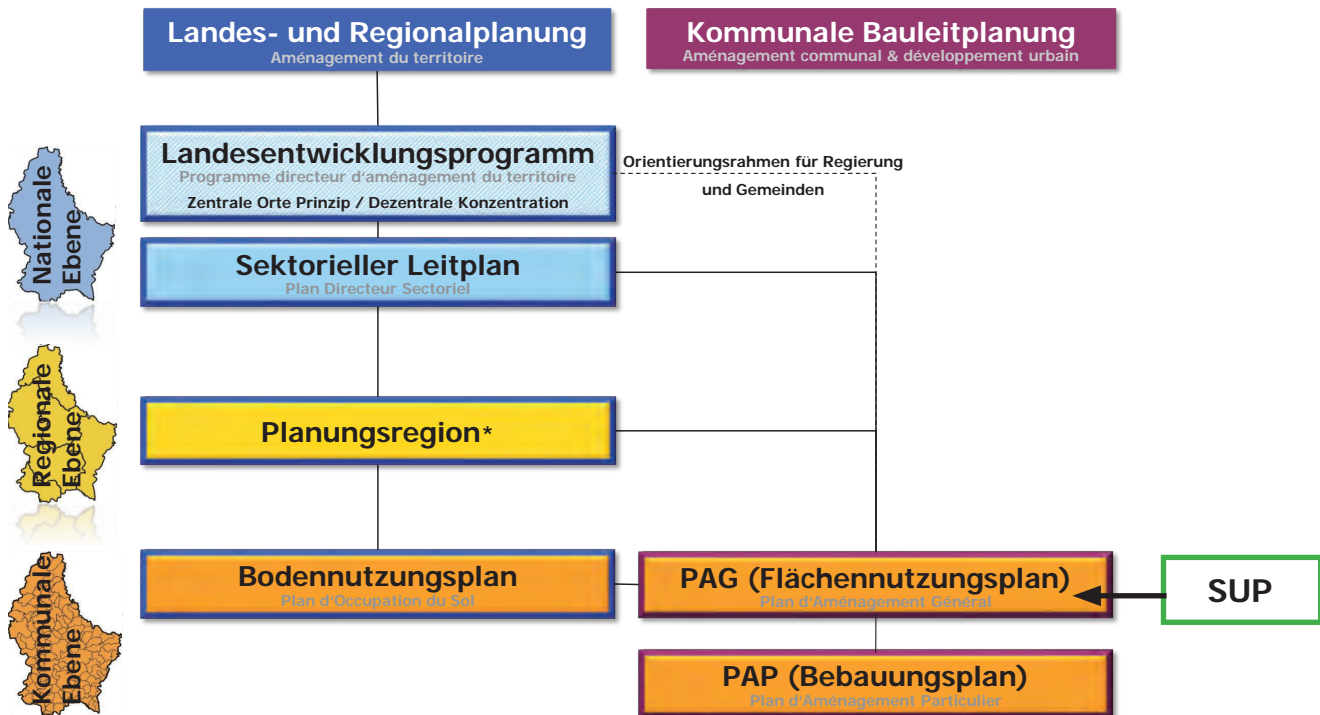 Landes- und Regionalplanung
Aménagement du territoire
Kommunale Bauleitplanung
Aménagement communal & développement urbain
Nationale
Ebene
Landesentwicklungsprogramm
Programme directeur d'aménagement du territoire
Zentrale Orte Prinzip / Dezentrale Konzentration
Orientierungsrahmen für Regierung
und Gemeinden
Sektorieller Leitplan
Plan Directeur Sectoriel
Regionale
Ebene
Planungsregion*
Kommunale
Ebene
Bodennutzungsplan
Plan d'Occupation du Sol
PAG (Flächennutzungsplan)
Plan d'Aménagement Général
SUP
PAP (Bebauungsplan)
Plan d'Aménagement Particulier